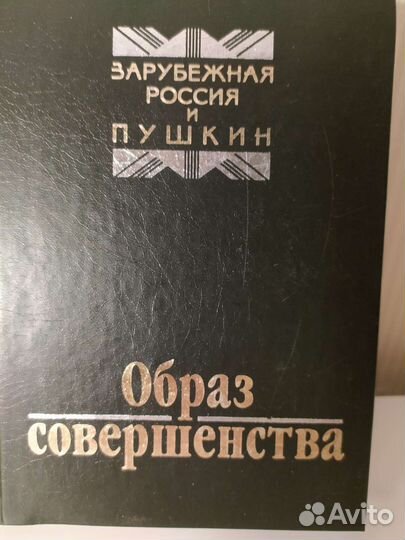 ЗАРУБЕЖНАЯ
РОССИЯ
И
ПУШКИН
Образ
совершенства
Avito